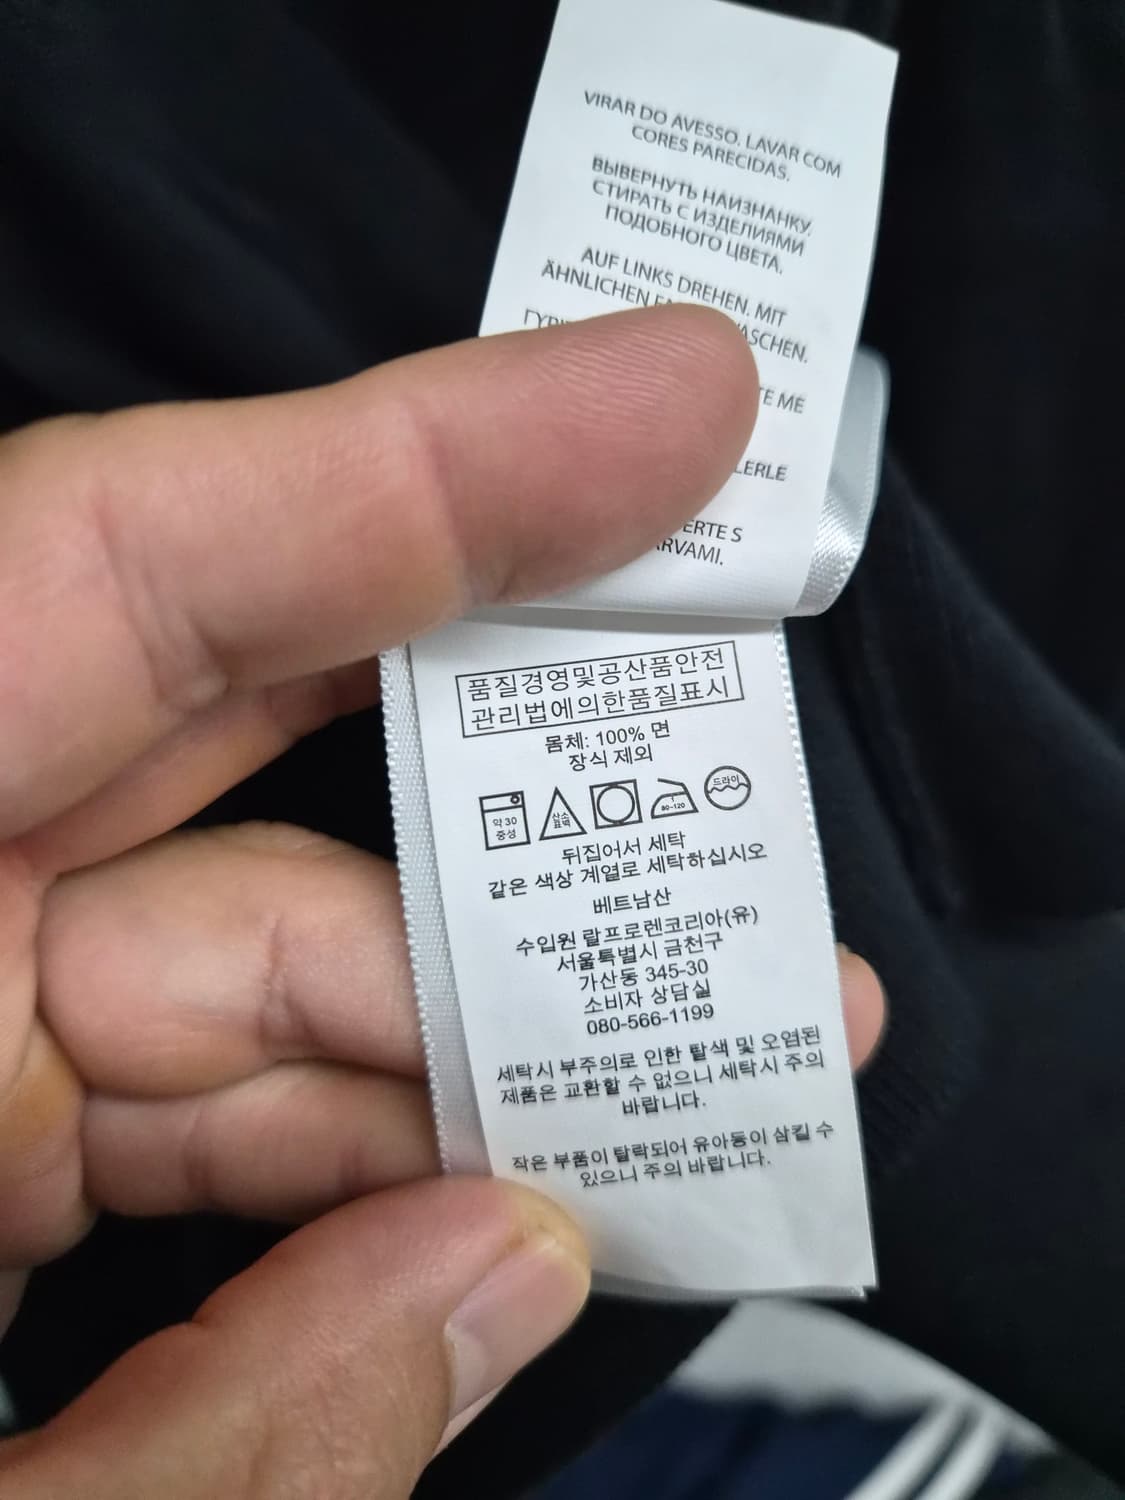 VIRAR DO AVESSO. LAVAR COM
CORES PARECIDAS.
ВЫВЕРНУТЬ НАИЗНАНКУ.
СТИРАТЬ С ИЗДЕЛИЯМИ
ПОДОБНОГО ЦВЕТА.
AUF LINKS DREHEN. MIT
ÄHNLICHEN
ME
품질경영및공산품안전
관리법에의한품질표시
몸체: 100% 면
장식 제외
약 30
중성
산소
표백
80~120
드라이
뒤집어서 세탁
같은 색상 계열로 세탁하십시오
베트남산
수입원 랄프로렌코리아(유)
서울특별시 금천구
가산동 345-30
소비자 상담실
080-566-1199
세탁시 부주의로 인한 탈색 및 오염된
제품은 교환할 수 없으니 세탁시 주의
바랍니다.
작은 부품이 탈락되어 유아등이 삼킬 수
있으니 주의 바랍니다.